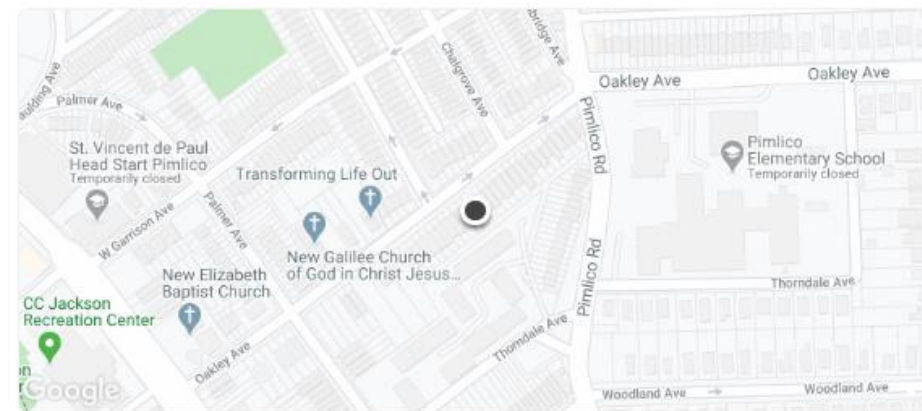 Oakley Ave
Oakley Ave
Chalgrove Ave
Palmer Ave
St. Vincent de Paul
Head Start Pimlico
Temporarily closed
Transforming Life Out
Pimlico Rd
Pimlico
Elementary School
Temporarily closed
Palmer Ave
W Garrison Ave
New Galilee Church
of God in Christ Jesus...
New Elizabeth
Baptist Church
Pimlico Rd
Thorndale Ave
CC Jackson
Recreation Center
Oakley Ave
Thorndale Ave
Google
Woodland Ave
Woodland Ave